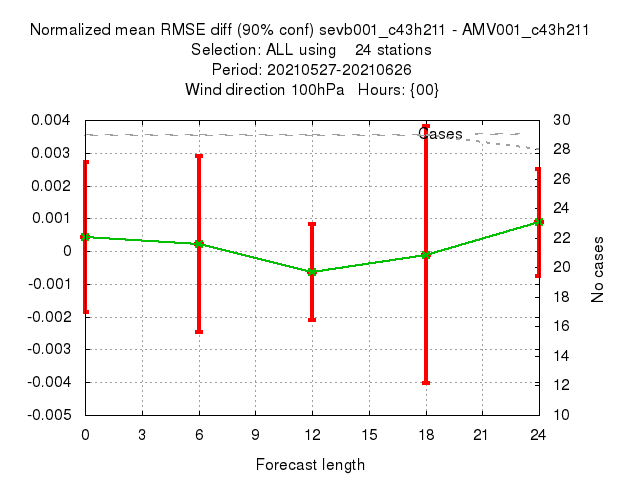 Normalized mean RMSE diff (90% conf) sevb001_c43h211 - AMV001_c43h211
Selection: ALL using 24 stations
Period: 20210527-20210626
Wind direction 100hPa Hours: {00}
Cases
0.004
0.003
0.002
0.001
0
-0.001
-0.002
-0.003
-0.004
-0.005
30
28
26
24
22
20
18
16
14
12
10
No cases
0 3 6 9 12 15 18 21 24
Forecast length